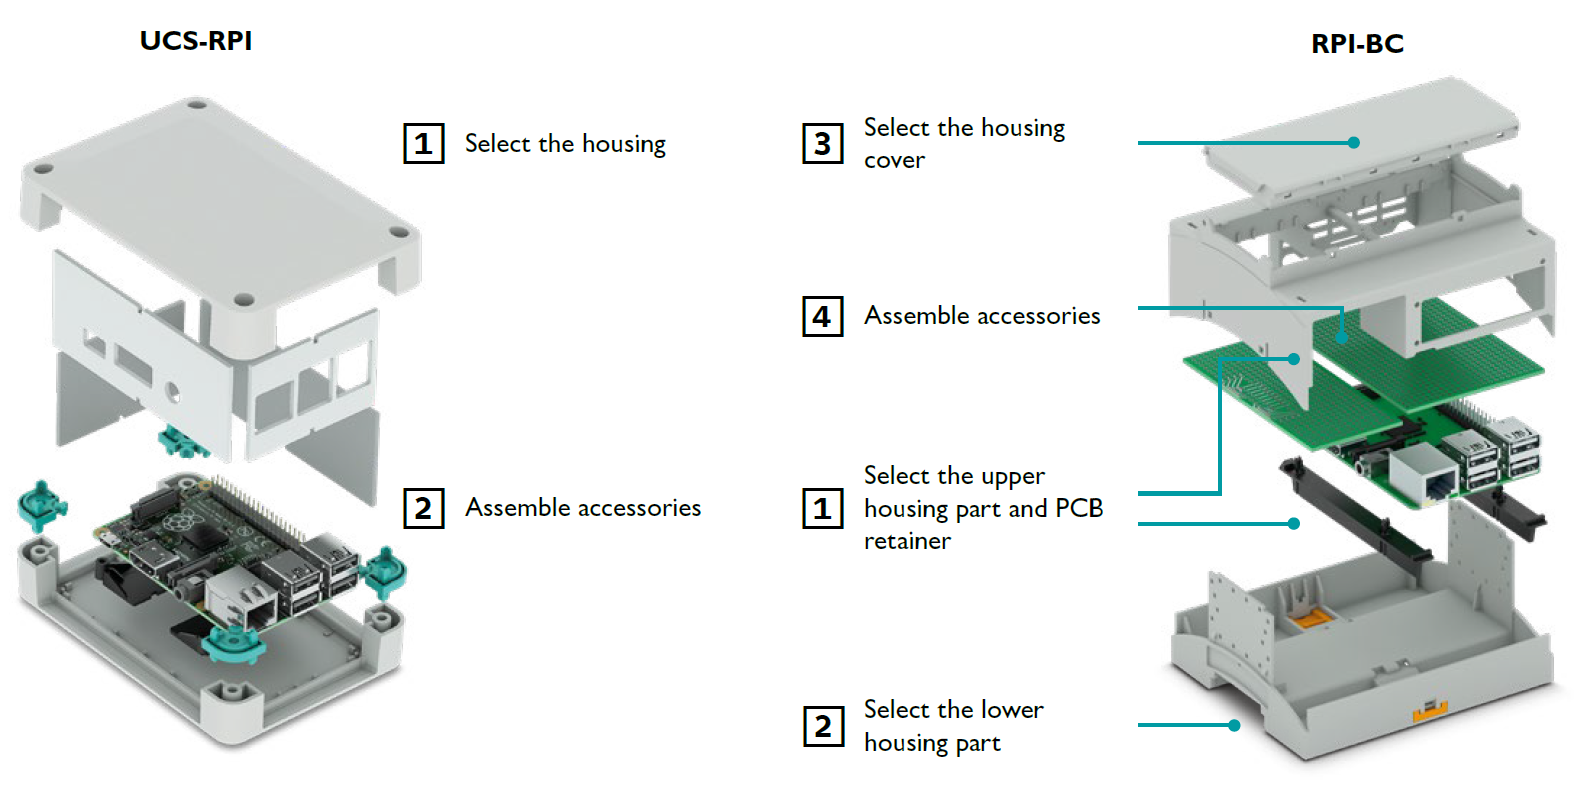 UCS-RPI
1
Select the housing
2
Assemble accessories
RPI-BC
3
Select the housing
cover
4
Assemble accessories
1
Select the upper
housing part and PCB
retainer
2
Select the lower
housing part